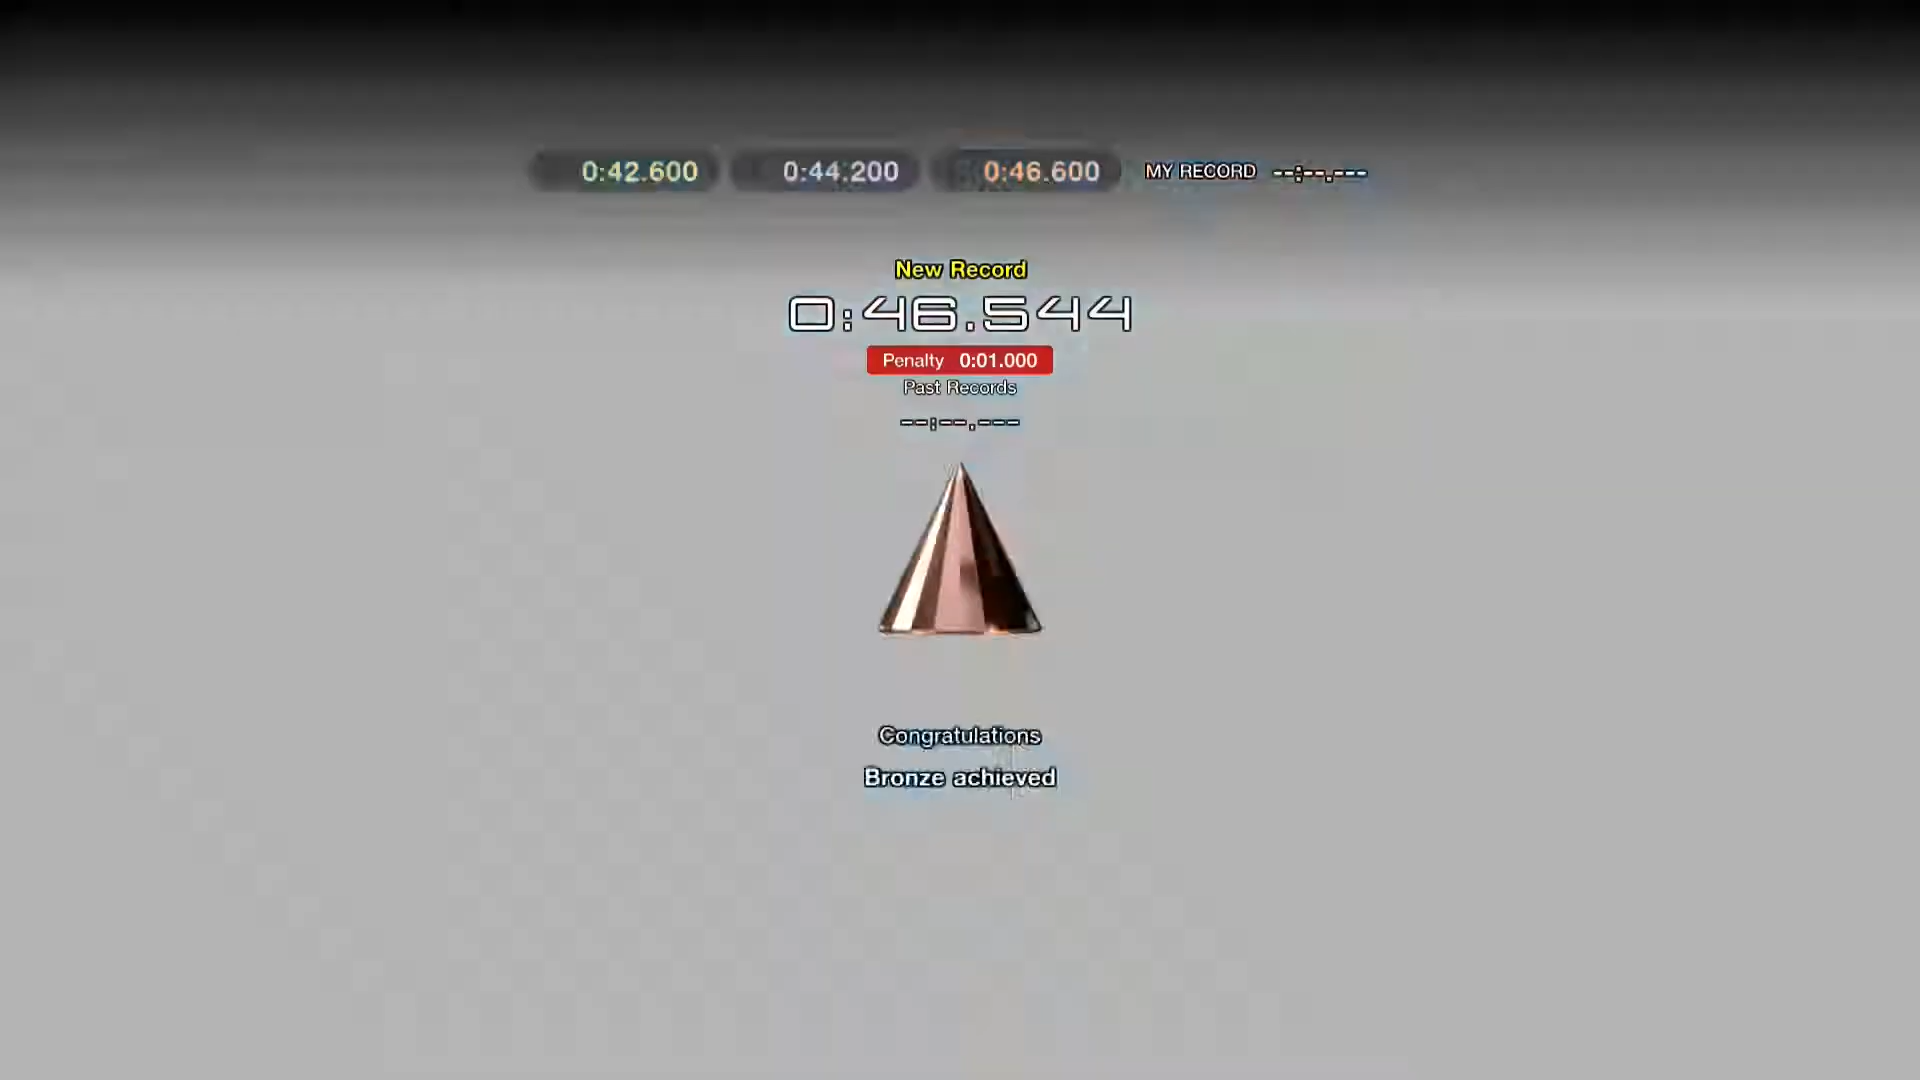 0:42.600 0:44.200 0:46.600 MY RECORD --:--.---
New Record
0:46.544
Penalty 0:01.000
Past Records
--:--.---
Congratulations
Bronze achieved